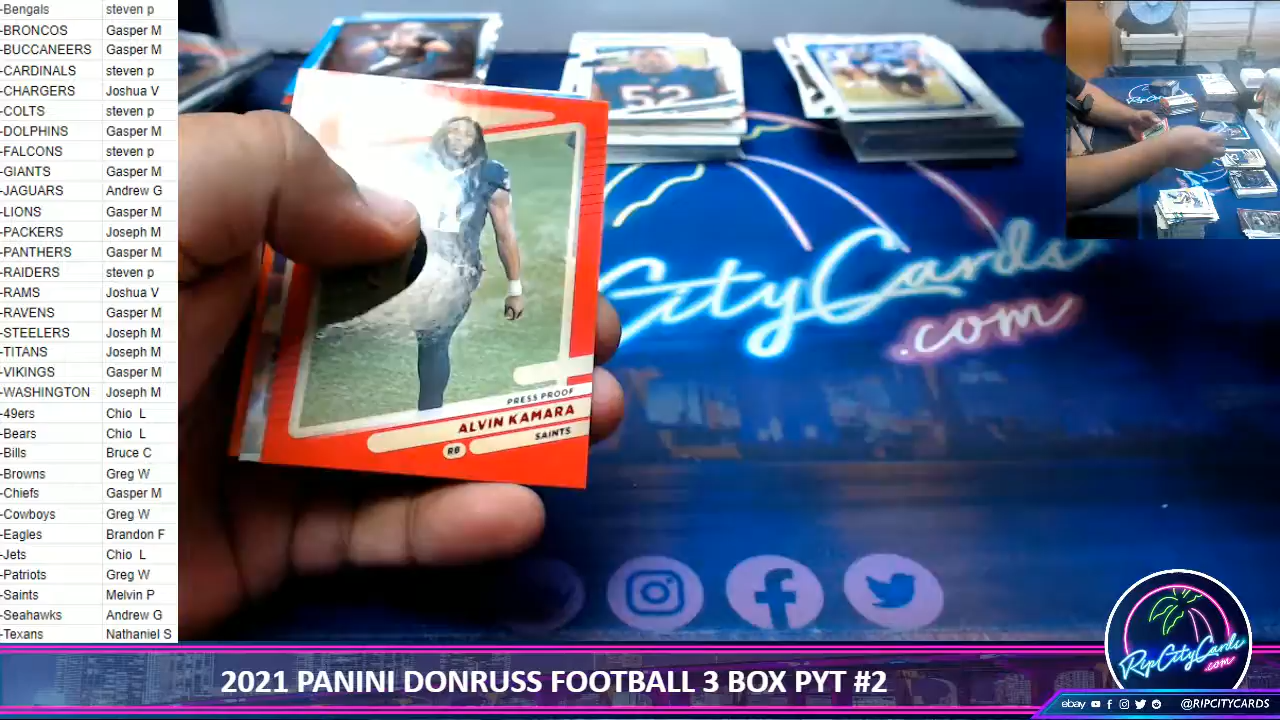 -Bengals steven p
-BRONCOS Gasper M
-BUCCANEERS Gasper M
-CARDINALS steven p
-CHARGERS Joshua V
-COLTS steven p
-DOLPHINS Gasper M
-FALCONS steven p
-GIANTS Gasper M
-JAGUARS Andrew G
-LIONS Gasper M
-PACKERS Joseph M
-PANTHERS Gasper M
-RAIDERS steven p
-RAMS Joshua V
-RAVENS Gasper M
-STEELERS Joseph M
-TITANS Joseph M
-VIKINGS Gasper M
-WASHINGTON Joseph M
-49ers Chio L
-Bears Chio L
-Bills Bruce C
-Browns Greg W
-Chiefs Gasper M
-Cowboys Greg W
-Eagles Brandon F
-Jets Chio L
-Patriots Greg W
-Saints Melvin P
-Seahawks Andrew G
-Texans Nathaniel S
52
PRESS PROOF
ALVIN KAMARA
RB SAINTS
CityCards
.com
RipCityCards
.com
2021 PANINI DONRUSS FOOTBALL 3 BOX PYT #2
ebay @RIPCITYCARDS